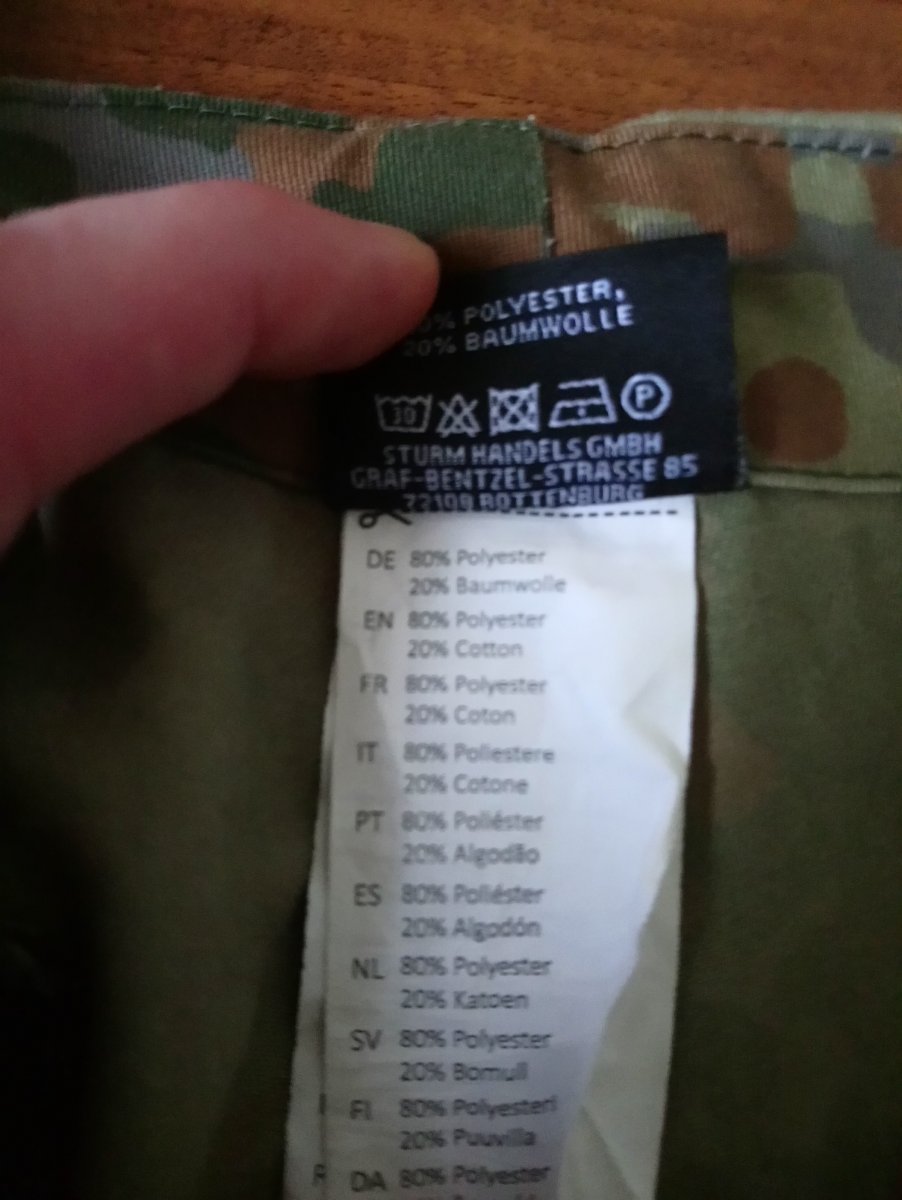 % POLYESTER,
20% BAUMWOLLE
30 P
STURM HANDELS GMBH
GRAF-BENTZEL-STRASSE 85
72108 ROTTENBURG
DE 80% Polyester
20% Baumwolle
EN 80% Polyester
20% Cotton
FR 80% Polyester
20% Coton
IT 80% Poliestere
20% Cotone
PT 80% Poliéster
20% Algodão
ES 80% Poliéster
20% Algodón
NL 80% Polyester
20% Katoen
SV 80% Polyester
20% Bomull
FI 80% Polyesteri
20% Puuvilla
DA 80% Polyester